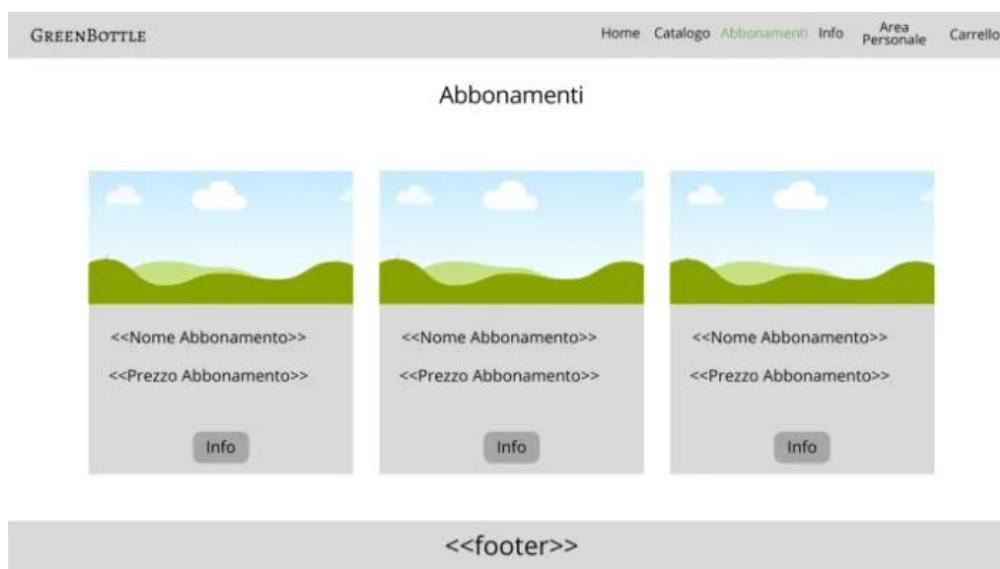 GREENBOTTLE
Home Catalogo Abbonamenti Info Area Personale Carrello
Abbonamenti
<<Nome Abbonamento>> <<Nome Abbonamento>> <<Nome Abbonamento>>
<<Prezzo Abbonamento>> <<Prezzo Abbonamento>> <<Prezzo Abbonamento>>
Info Info Info
<<footer>>